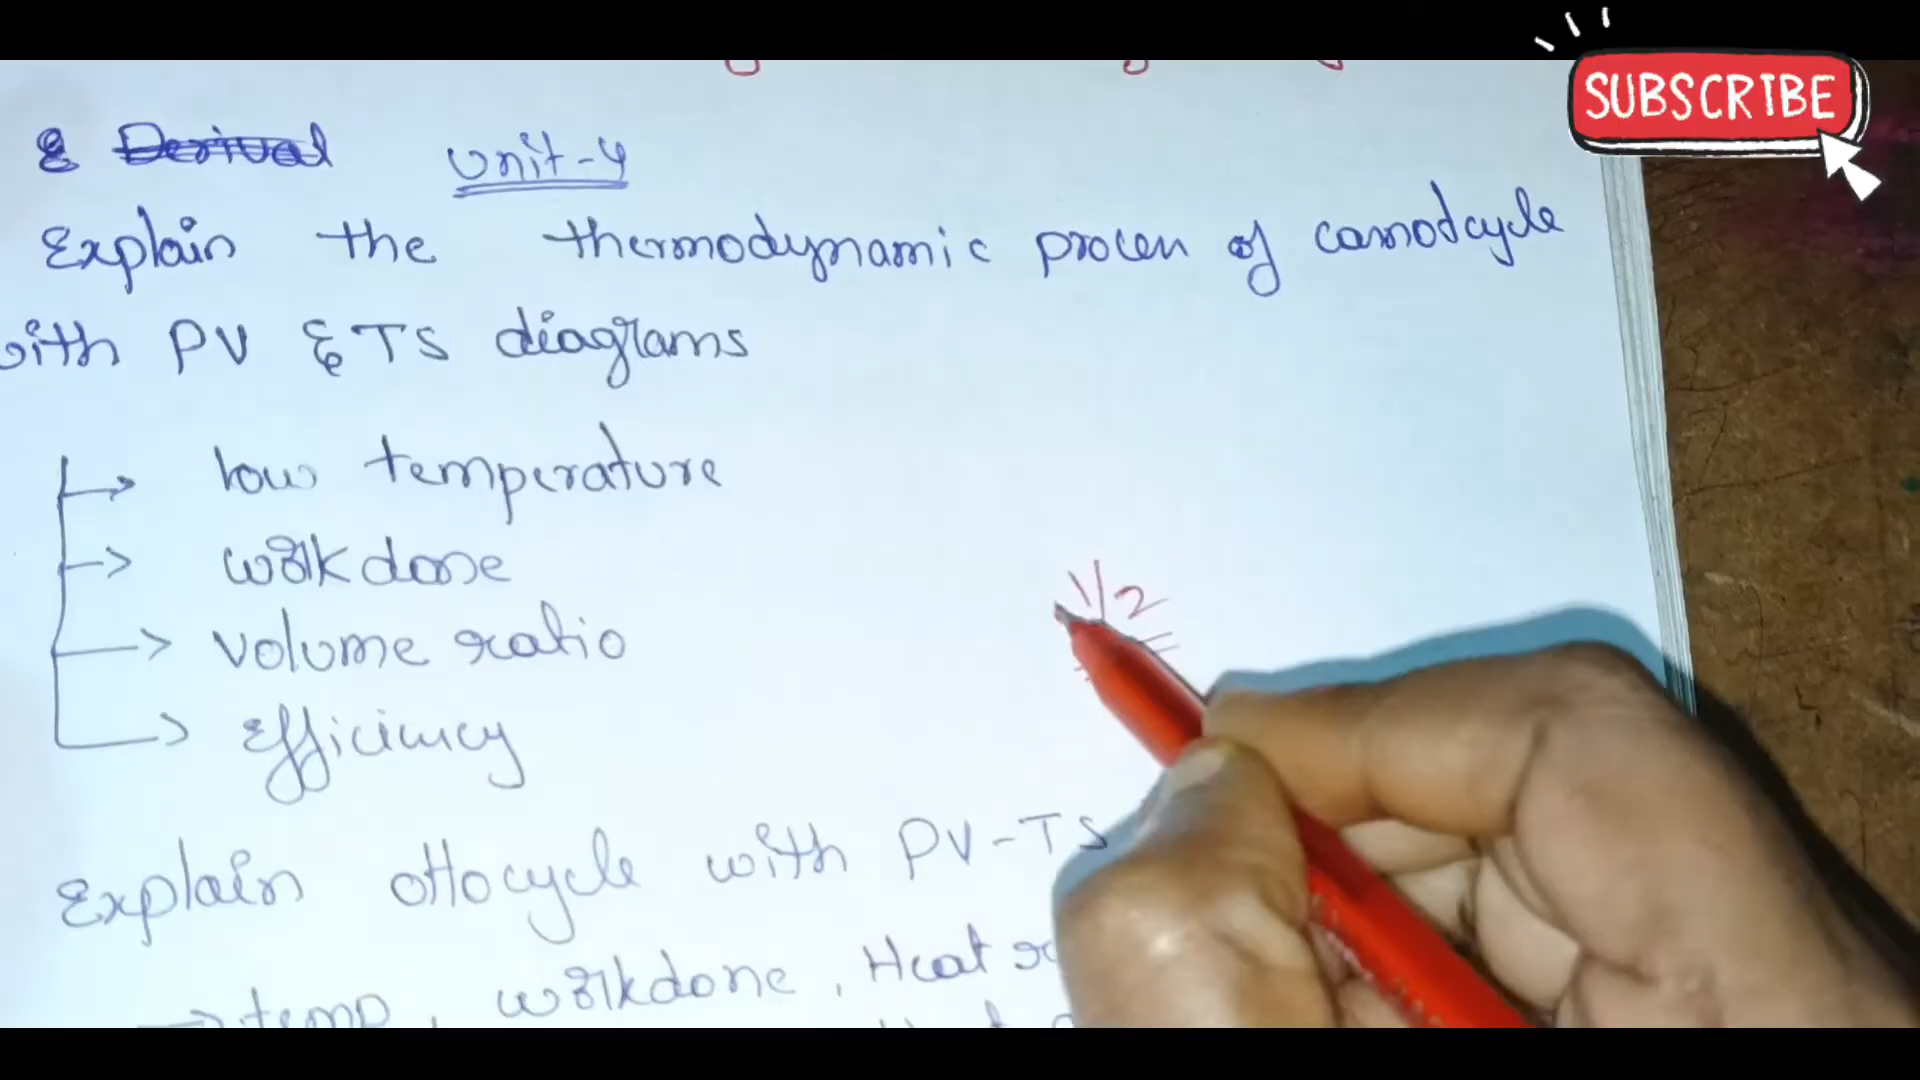 SUBSCRIBE
Unit-4
Explain the thermodynamic process of carnotcycle
with PV & TS diagrams
→ low temperature
→ workdone
→ volume ratio
→ Efficiency
1/2
Explain ottocycle with PV-TS
→ temp, workdone, Heat